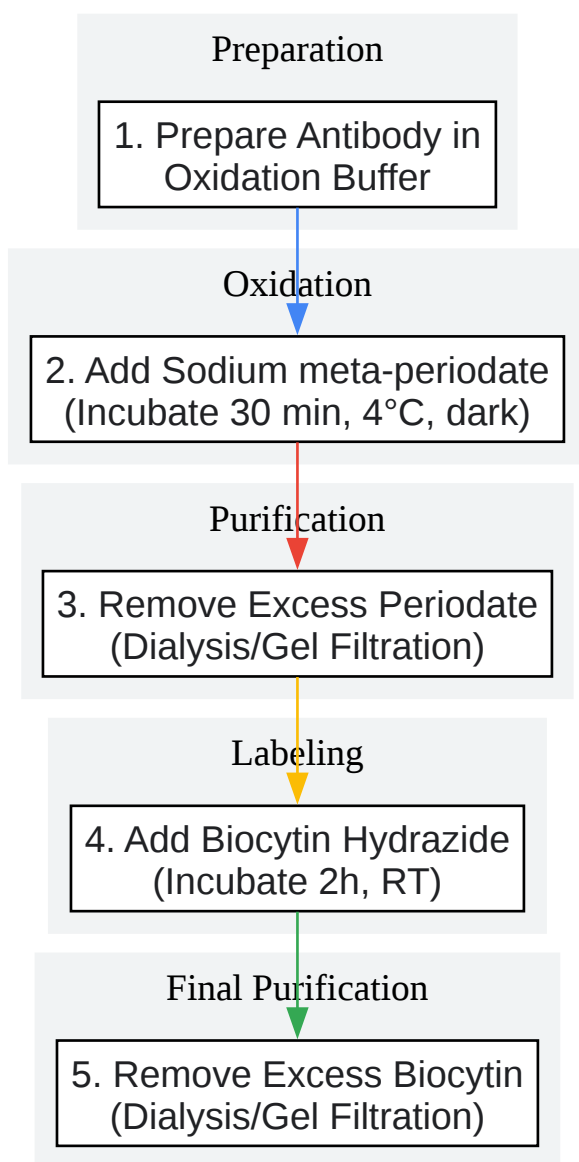 Preparation
1. Prepare Antibody in
Oxidation Buffer
Oxidation
2. Add Sodium meta-periodate
(Incubate 30 min, 4°C, dark)
Purification
3. Remove Excess Periodate
(Dialysis/Gel Filtration)
Labeling
4. Add Biocytin Hydrazide
(Incubate 2h, RT)
Final Purification
5. Remove Excess Biocytin
(Dialysis/Gel Filtration)